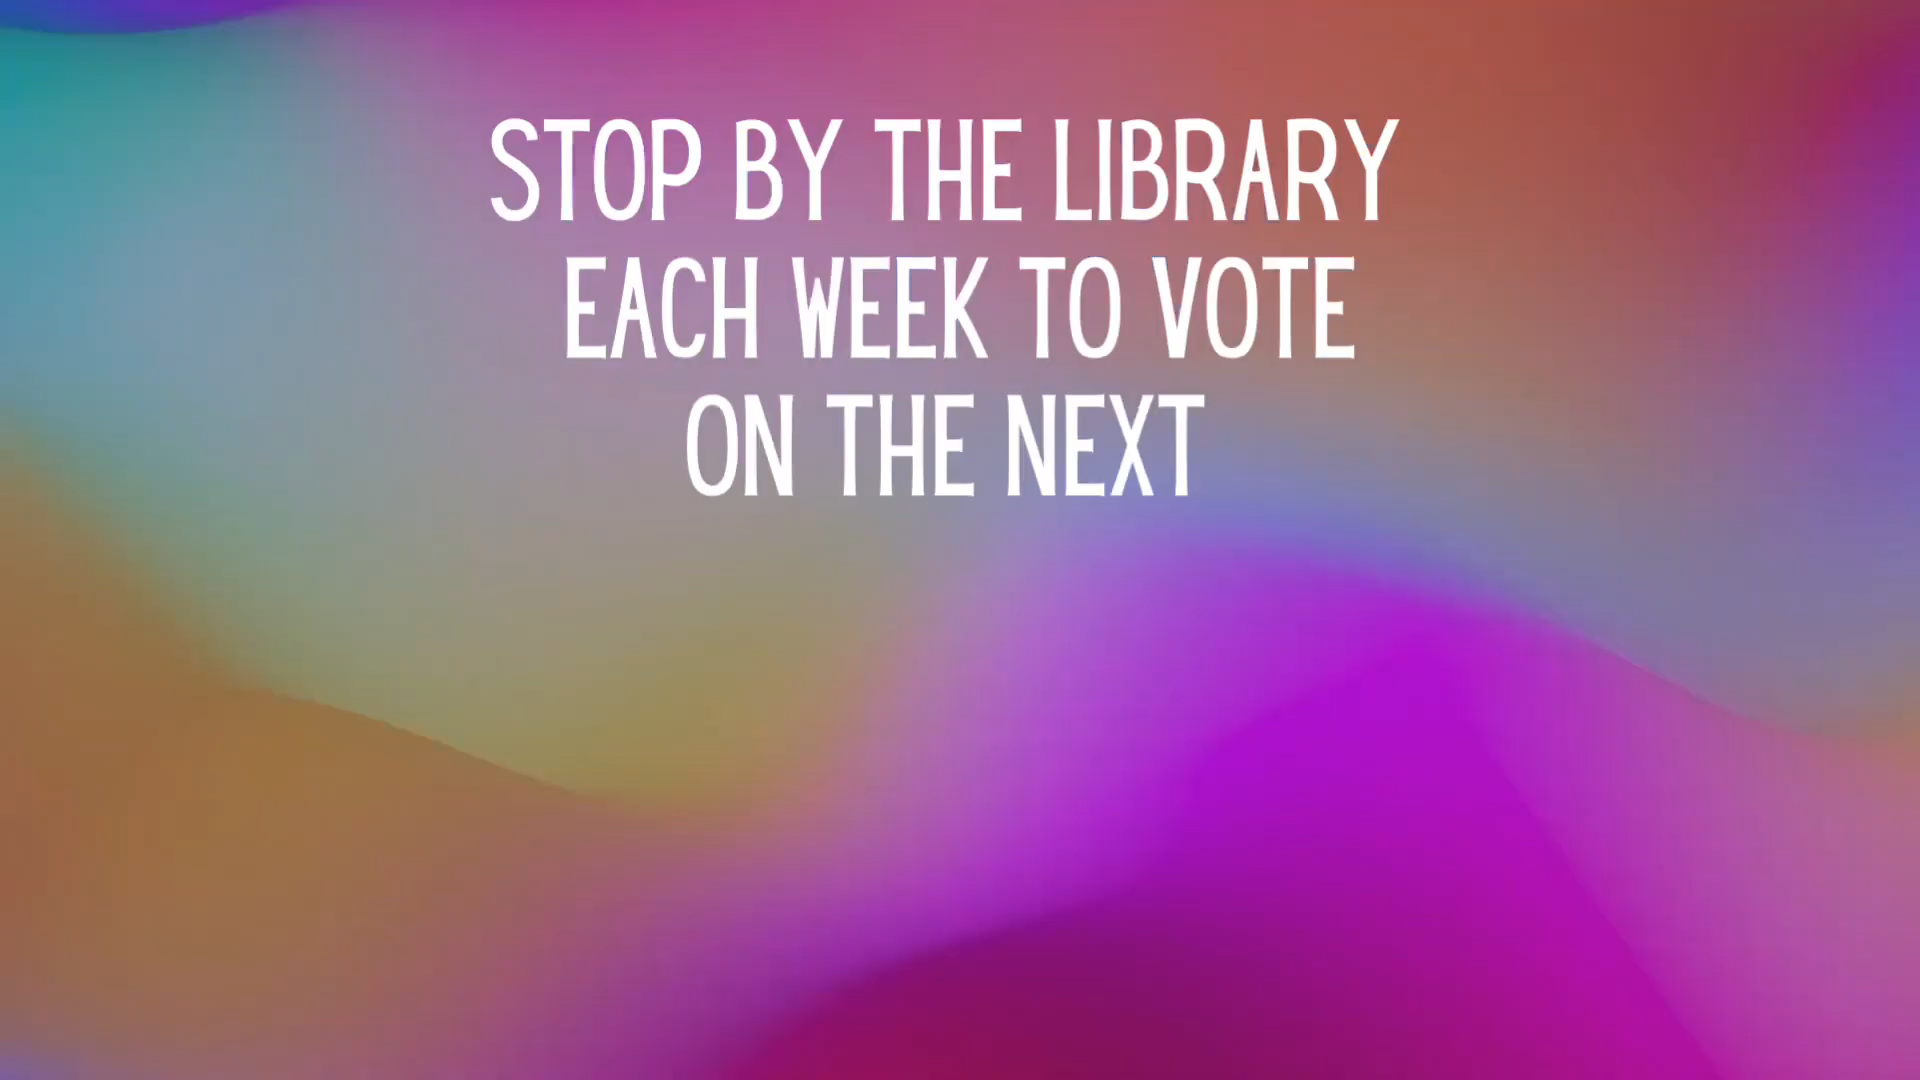 STOP BY THE LIBRARY
EACH WEEK TO VOTE
ON THE NEXT